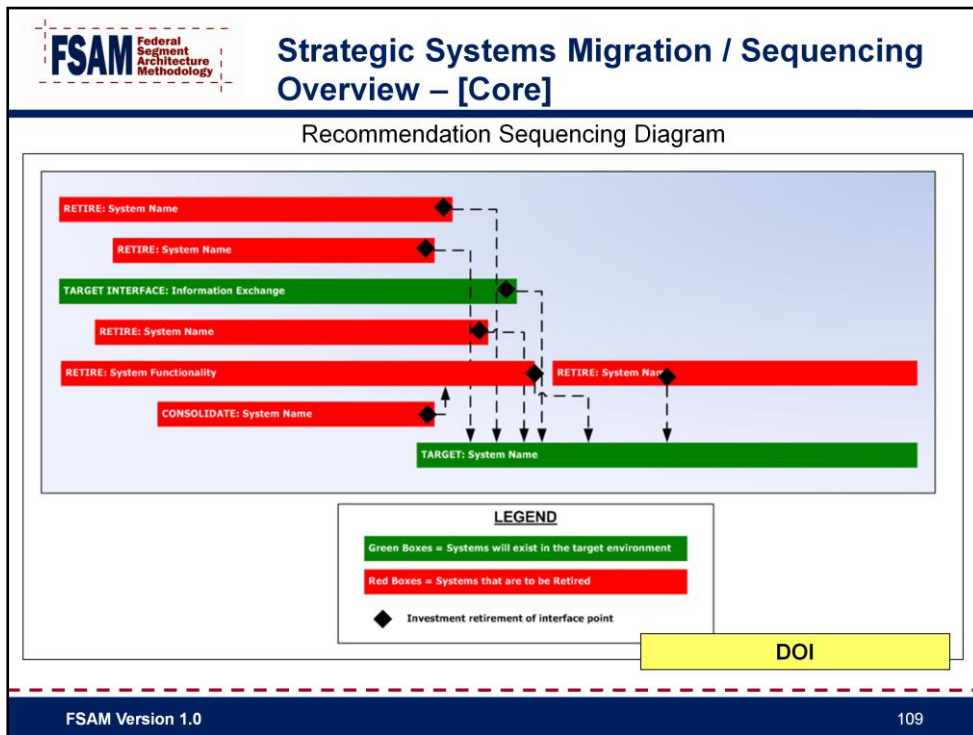 FSAM Federal
Segment
Architecture
Methodology
Strategic Systems Migration / Sequencing
Overview – [Core]
Recommendation Sequencing Diagram
RETIRE: System Name
RETIRE: System Name
TARGET INTERFACE: Information Exchange
RETIRE: System Name
RETIRE: System Functionality
RETIRE: System Name
CONSOLIDATE: System Name
TARGET: System Name
LEGEND
Green Boxes = Systems will exist in the target environment
Red Boxes = Systems that are to be Retired
Investment retirement of interface point
DOI
FSAM Version 1.0
109